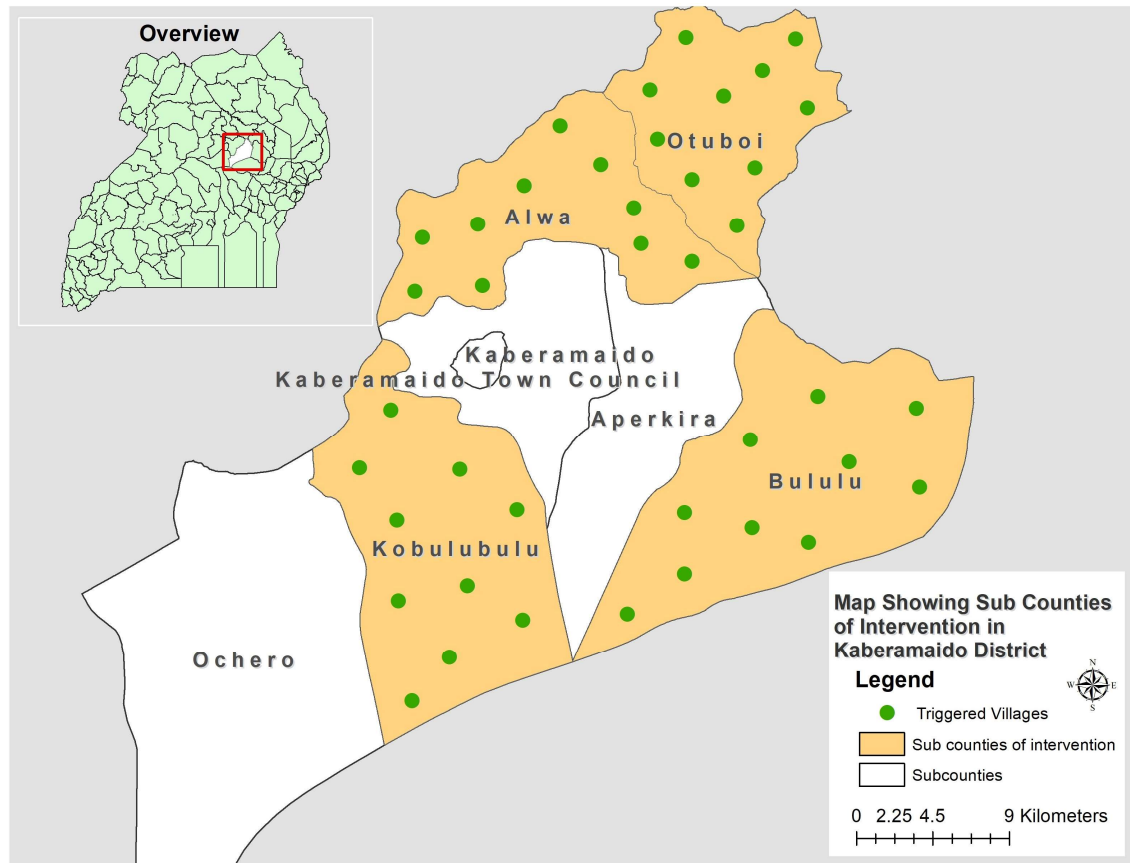 Overview
Otuboi
Alwa
Kaberamaido
Kaberamaido Town Council
Aperkira
Bululu
Kobulubulu
Ochero
Map Showing Sub Counties
of Intervention in
Kaberamaido District
Legend
N
W E
S
Triggered Villages
Sub counties of intervention
Subcounties
0 2.25 4.5 9 Kilometers